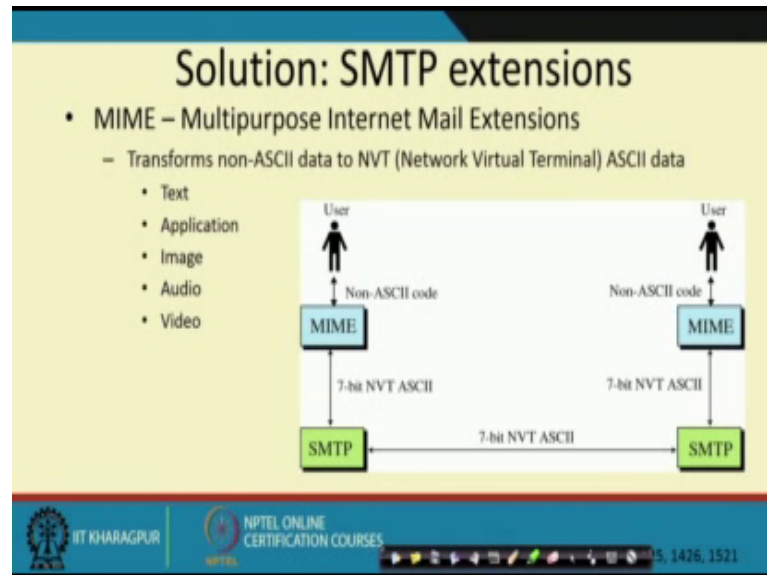 Solution: SMTP extensions
• MIME – Multipurpose Internet Mail Extensions
– Transforms non-ASCII data to NVT (Network Virtual Terminal) ASCII data
• Text
• Application
• Image
• Audio
• Video
User
User
Non-ASCII code
Non-ASCII code
MIME
MIME
7-bit NVT ASCII
7-bit NVT ASCII
SMTP
7-bit NVT ASCII
SMTP
IIT KHARAGPUR
NPTEL
NPTEL ONLINE
CERTIFICATION COURSES
1426, 1521